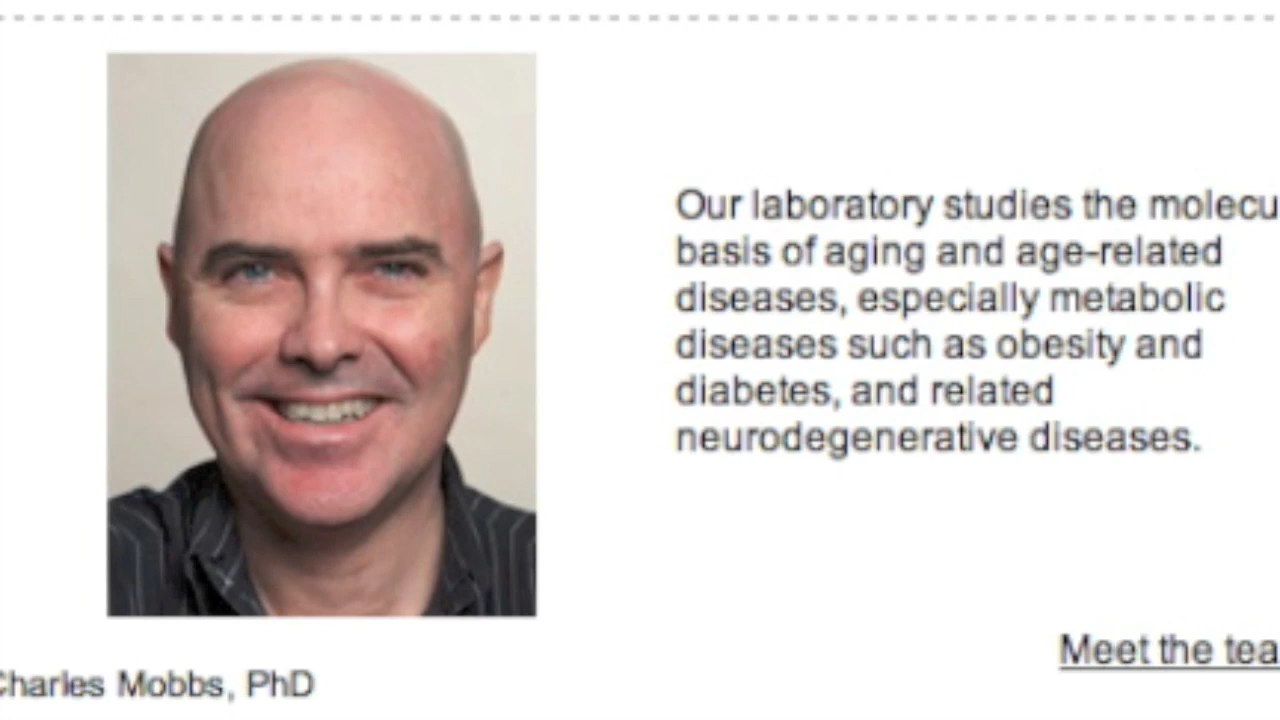 Our laboratory studies the molecu
basis of aging and age-related
diseases, especially metabolic
diseases such as obesity and
diabetes, and related
neurodegenerative diseases.
Meet the tea
Charles Mobbs, PhD